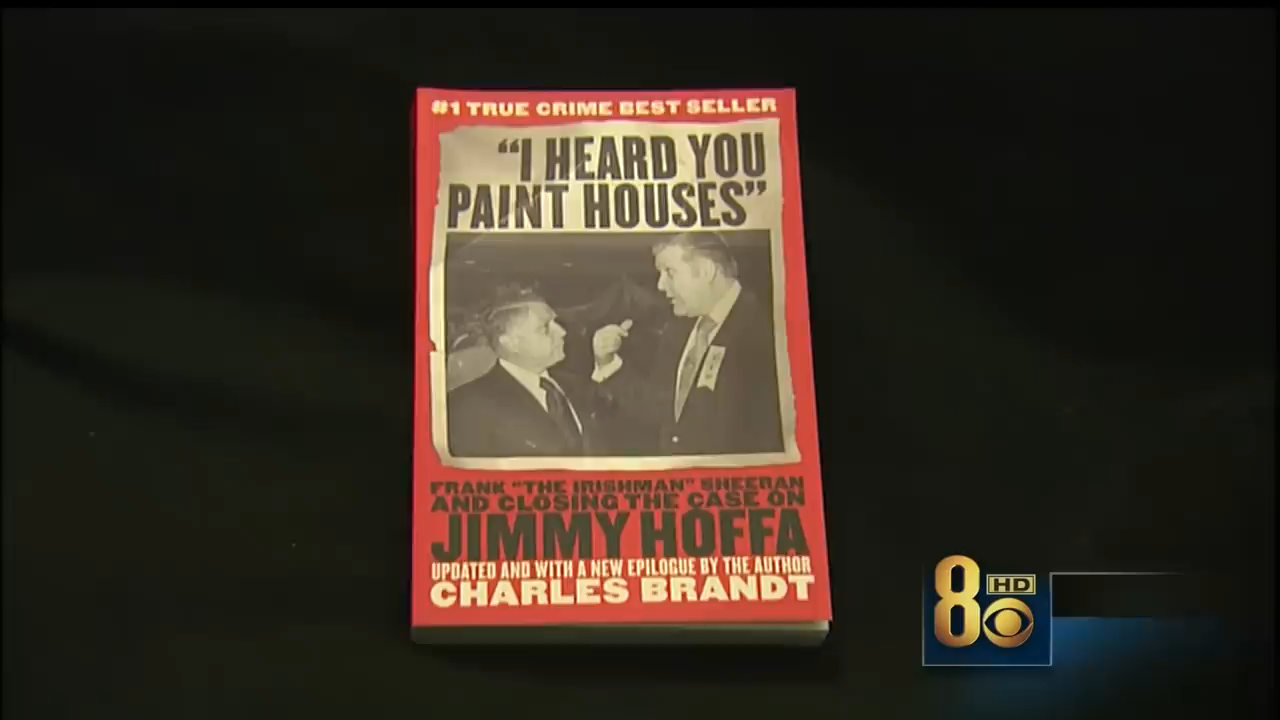 #1 TRUE CRIME BEST SELLER
"I HEARD YOU
PAINT HOUSES"
FRANK "THE IRISHMAN" SHEERAN
AND CLOSING THE CASE ON
JIMMY HOFFA
UPDATED AND WITH A NEW EPILOGUE BY THE AUTHOR
CHARLES BRANDT
8 HD